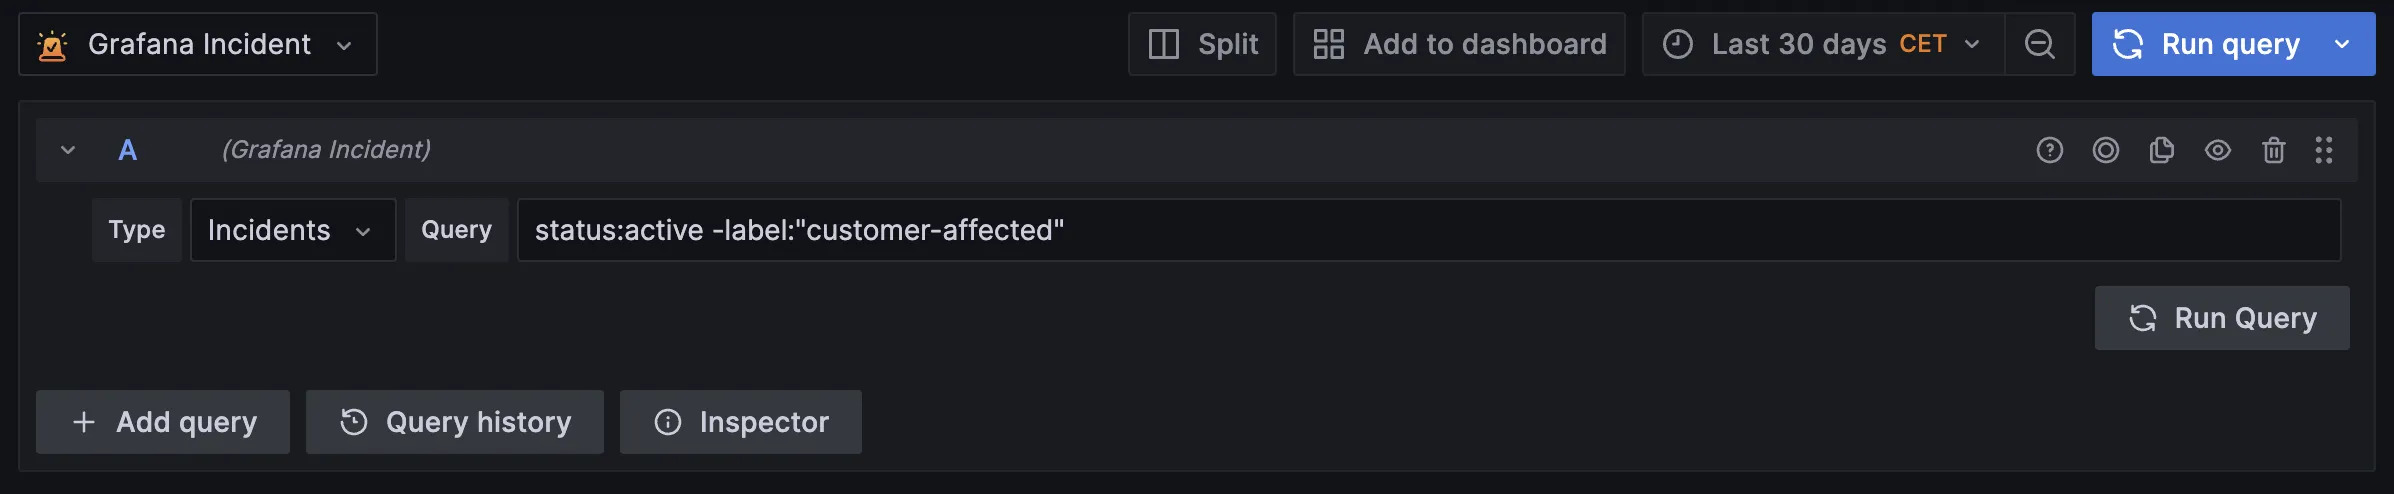 Grafana Incident Split Add to dashboard Last 30 days CET Run query
A (Grafana Incident)
Type Incidents Query status:active -label:"customer-affected"
Run Query
Add query Query history Inspector